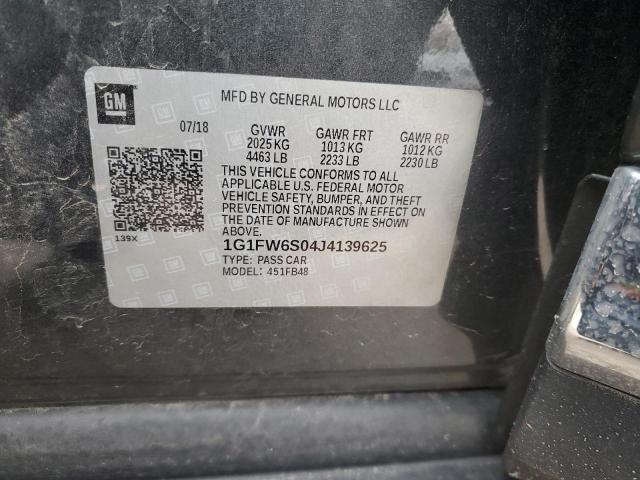 GM
MFD BY GENERAL MOTORS LLC
07/18 GVWR GAWR FRT GAWR RR
2025 KG 1013 KG 1012 KG
4463 LB 2233 LB 2230 LB
THIS VEHICLE CONFORMS TO ALL
APPLICABLE U.S. FEDERAL MOTOR
VEHICLE SAFETY, BUMPER, AND THEFT
PREVENTION STANDARDS IN EFFECT ON
THE DATE OF MANUFACTURE SHOWN
ABOVE.
139X
1G1FW6S04J4139625
TYPE: PASS CAR
MODEL: 451FB48